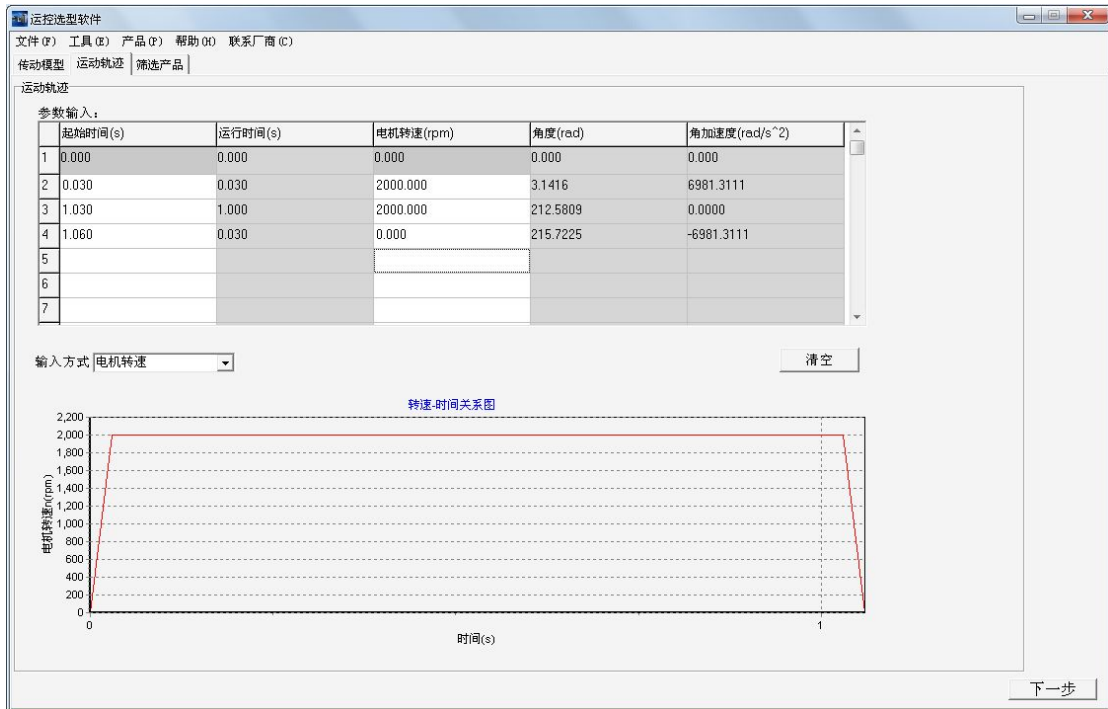 运控选型软件
文件(F) 工具(E) 产品(P) 帮助(H) 联系厂商(C)
传动模型 运动轨迹 筛选产品
运动轨迹
参数输入:
起始时间(s) 运行时间(s) 电机转速(rpm) 角度(rad) 角加速度(rad/s^2)
1 0.000 0.000 0.000 0.000 0.000
2 0.030 0.030 2000.000 3.1416 6981.3111
3 1.030 1.000 2000.000 212.5809 0.0000
4 1.060 0.030 0.000 215.7225 -6981.3111
5
6
7
输入方式 电机转速 清空
转速-时间关系图
电机转速n(rpm)
2,200
2,000
1,800
1,600
1,400
1,200
1,000
800
600
400
200
0
0 1
时间(s)
下一步